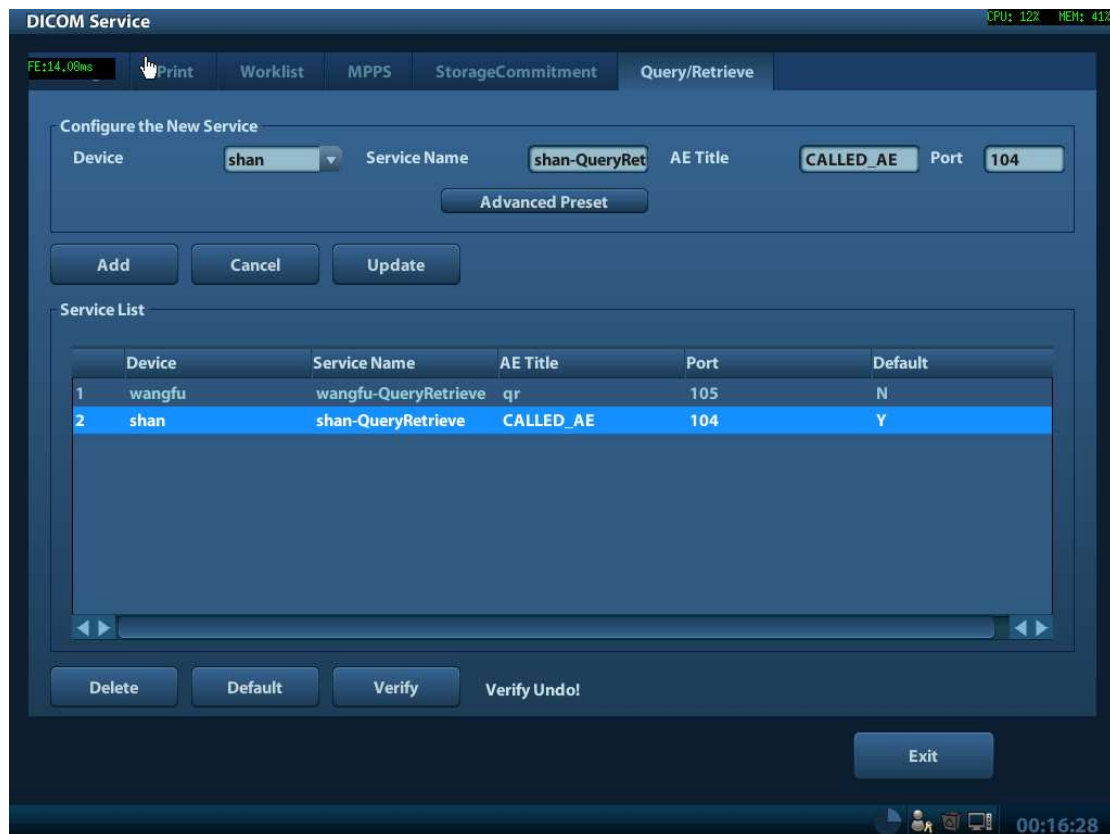 DICOM Service
CPU: 12% MEM: 41%
FE:14.08ms
Print Worklist MPPS StorageCommitment Query/Retrieve
Configure the New Service
Device shan Service Name shan-QueryRet AE Title CALLED_AE Port 104
Advanced Preset
Add Cancel Update
Service List
Device Service Name AE Title Port Default
1 wangfu wangfu-QueryRetrieve qr 105 N
2 shan shan-QueryRetrieve CALLED_AE 104 Y
Delete Default Verify Verify Undo!
Exit
00:16:28